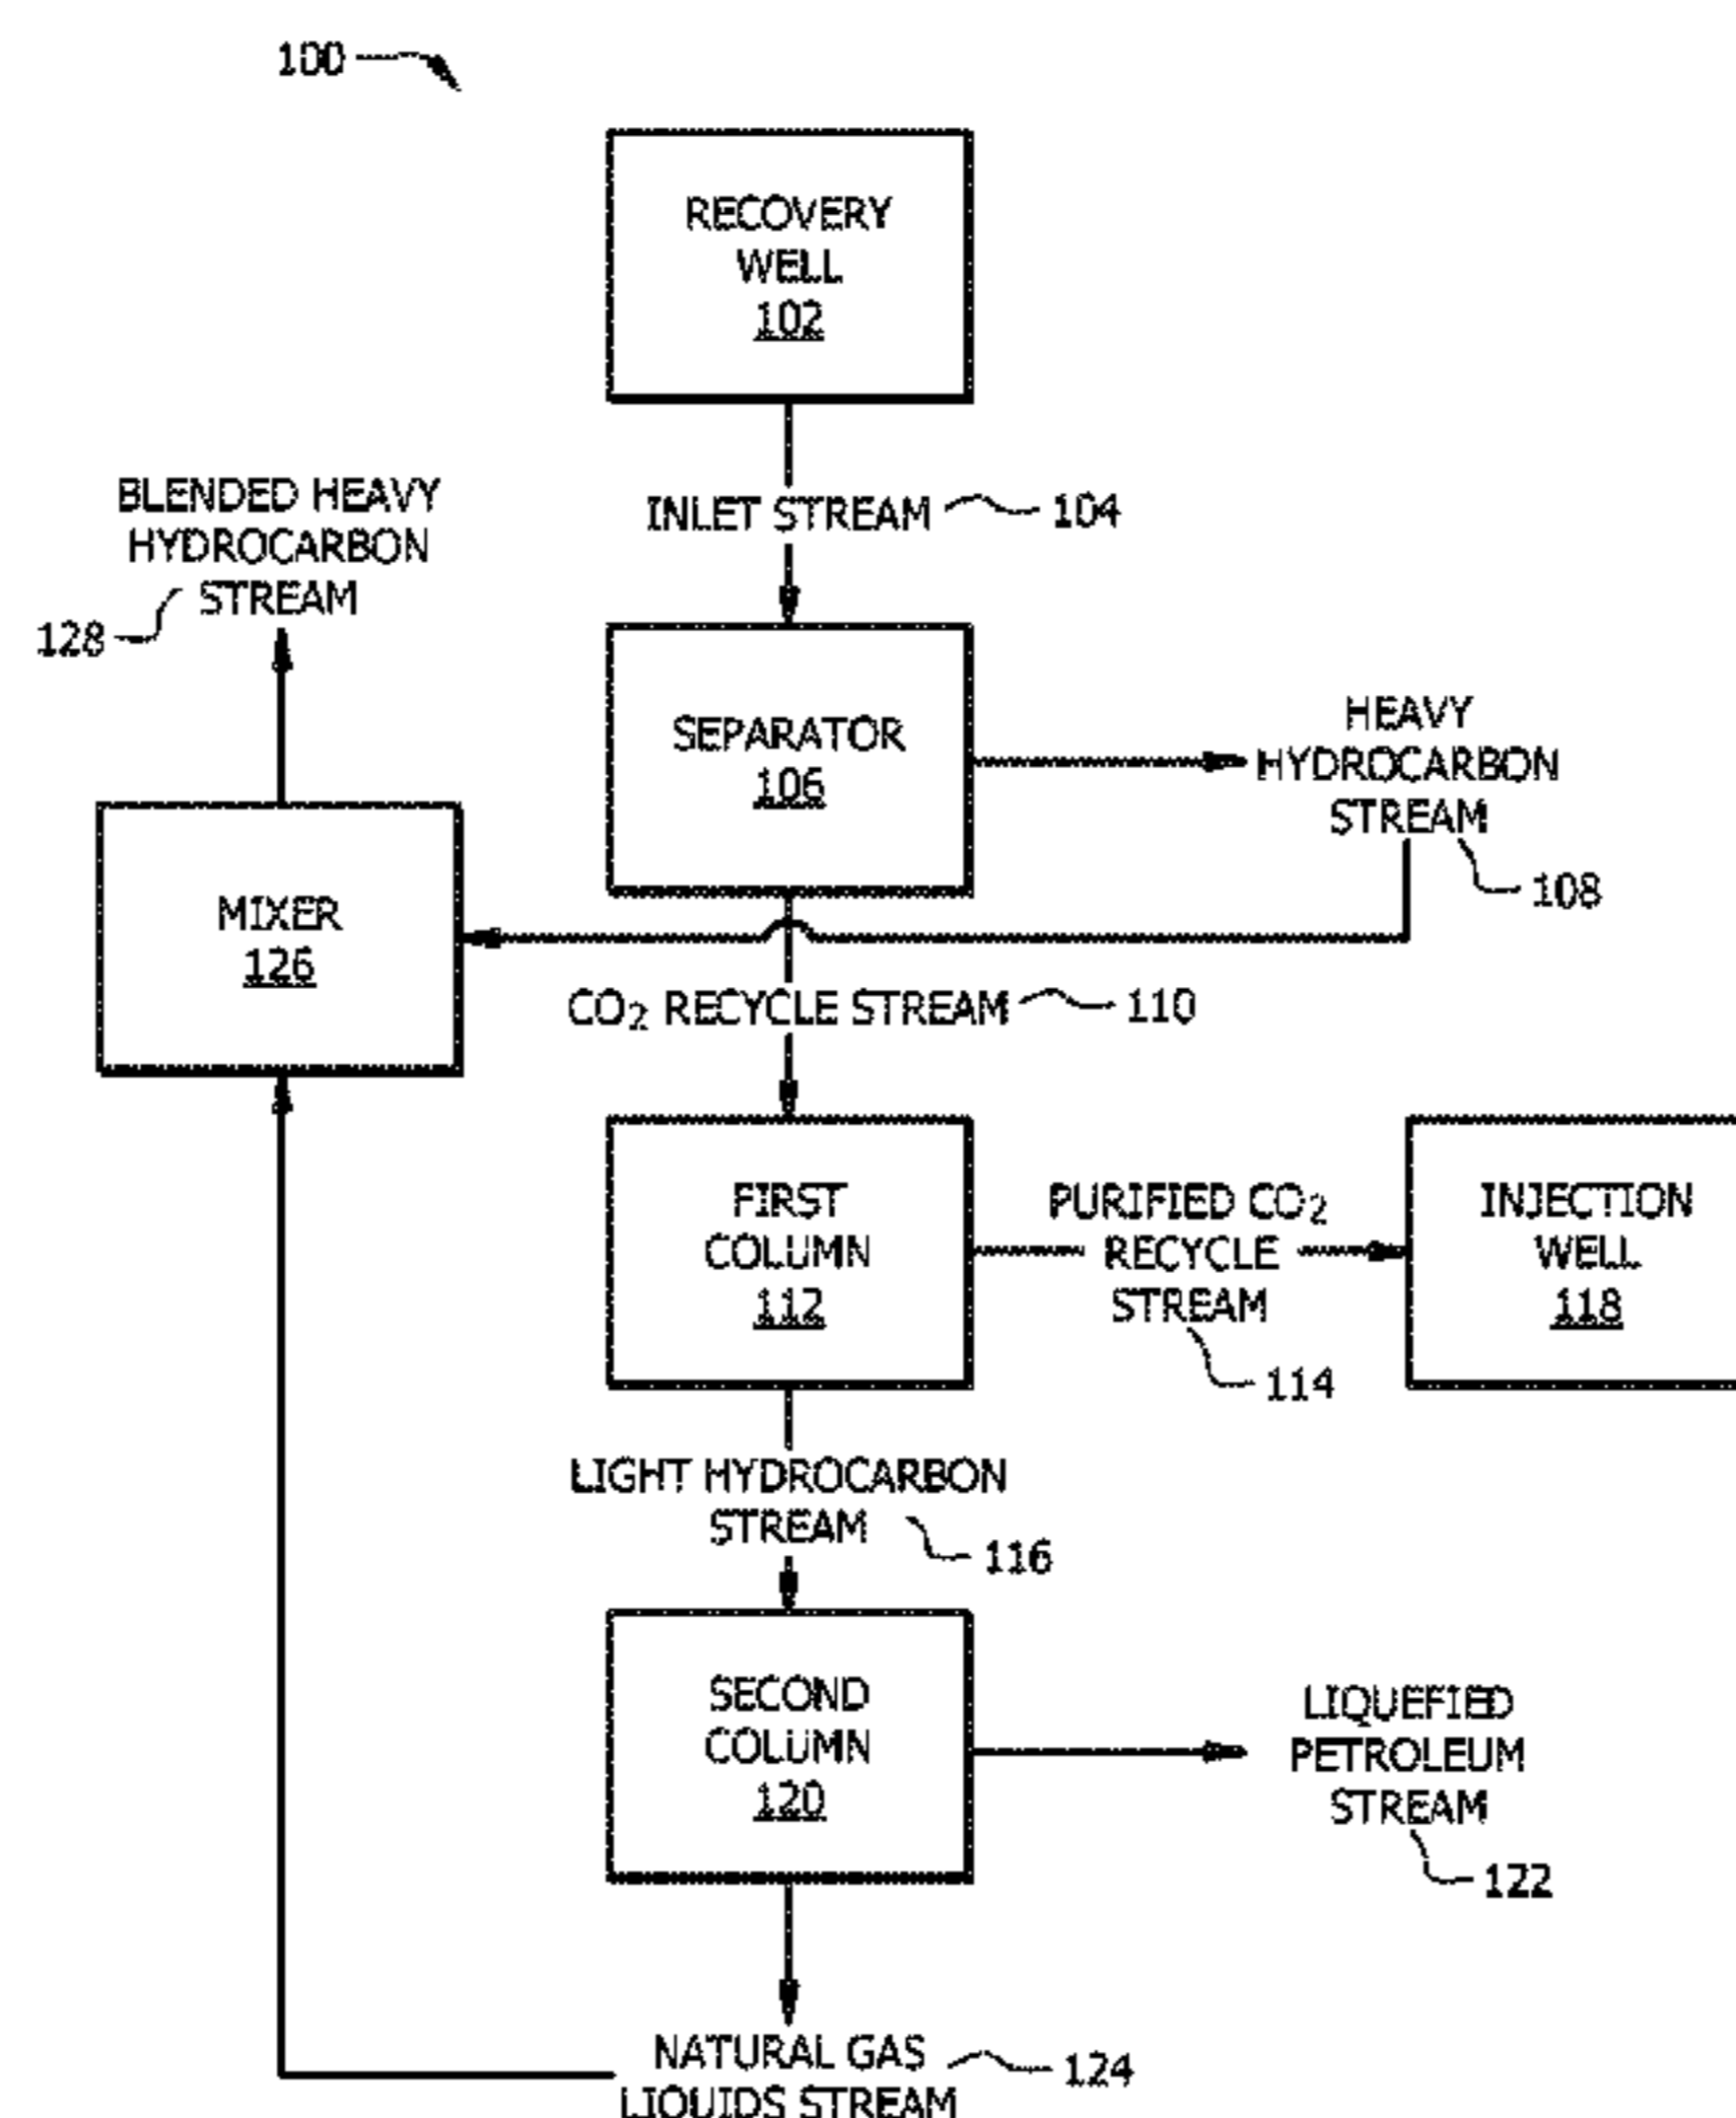 100
RECOVERY
WELL
102
INLET STREAM 104
BLENDED HEAVY
HYDROCARBON
STREAM
128
SEPARATOR
106
HEAVY
HYDROCARBON
STREAM
108
MIXER
126
CO₂ RECYCLE STREAM 110
FIRST
COLUMN
112
PURIFIED CO₂
RECYCLE
STREAM
114
INJECTION
WELL
118
LIGHT HYDROCARBON
STREAM
116
SECOND
COLUMN
120
LIQUEFIED
PETROLEUM
STREAM
122
NATURAL GAS
LIQUIDS STREAM
124